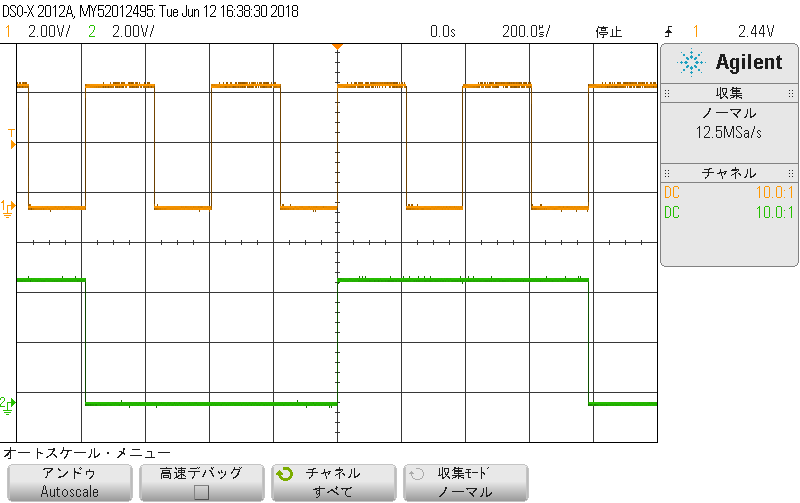 DSO-X 2012A, MY52012495: Tue Jun 12 16:38:30 2018
1 2.00V/ 2 2.00V/ 0.0s 200.0㎲/ 停止 1 2.44V
Agilent
収集
ノーマル
12.5MSa/s
チャネル
DC 10.0:1
DC 10.0:1
T
1
2
オートスケール・メニュー
アンドゥ
Autoscale
高速デバッグ
チャネル
すべて
収集モード
ノーマル